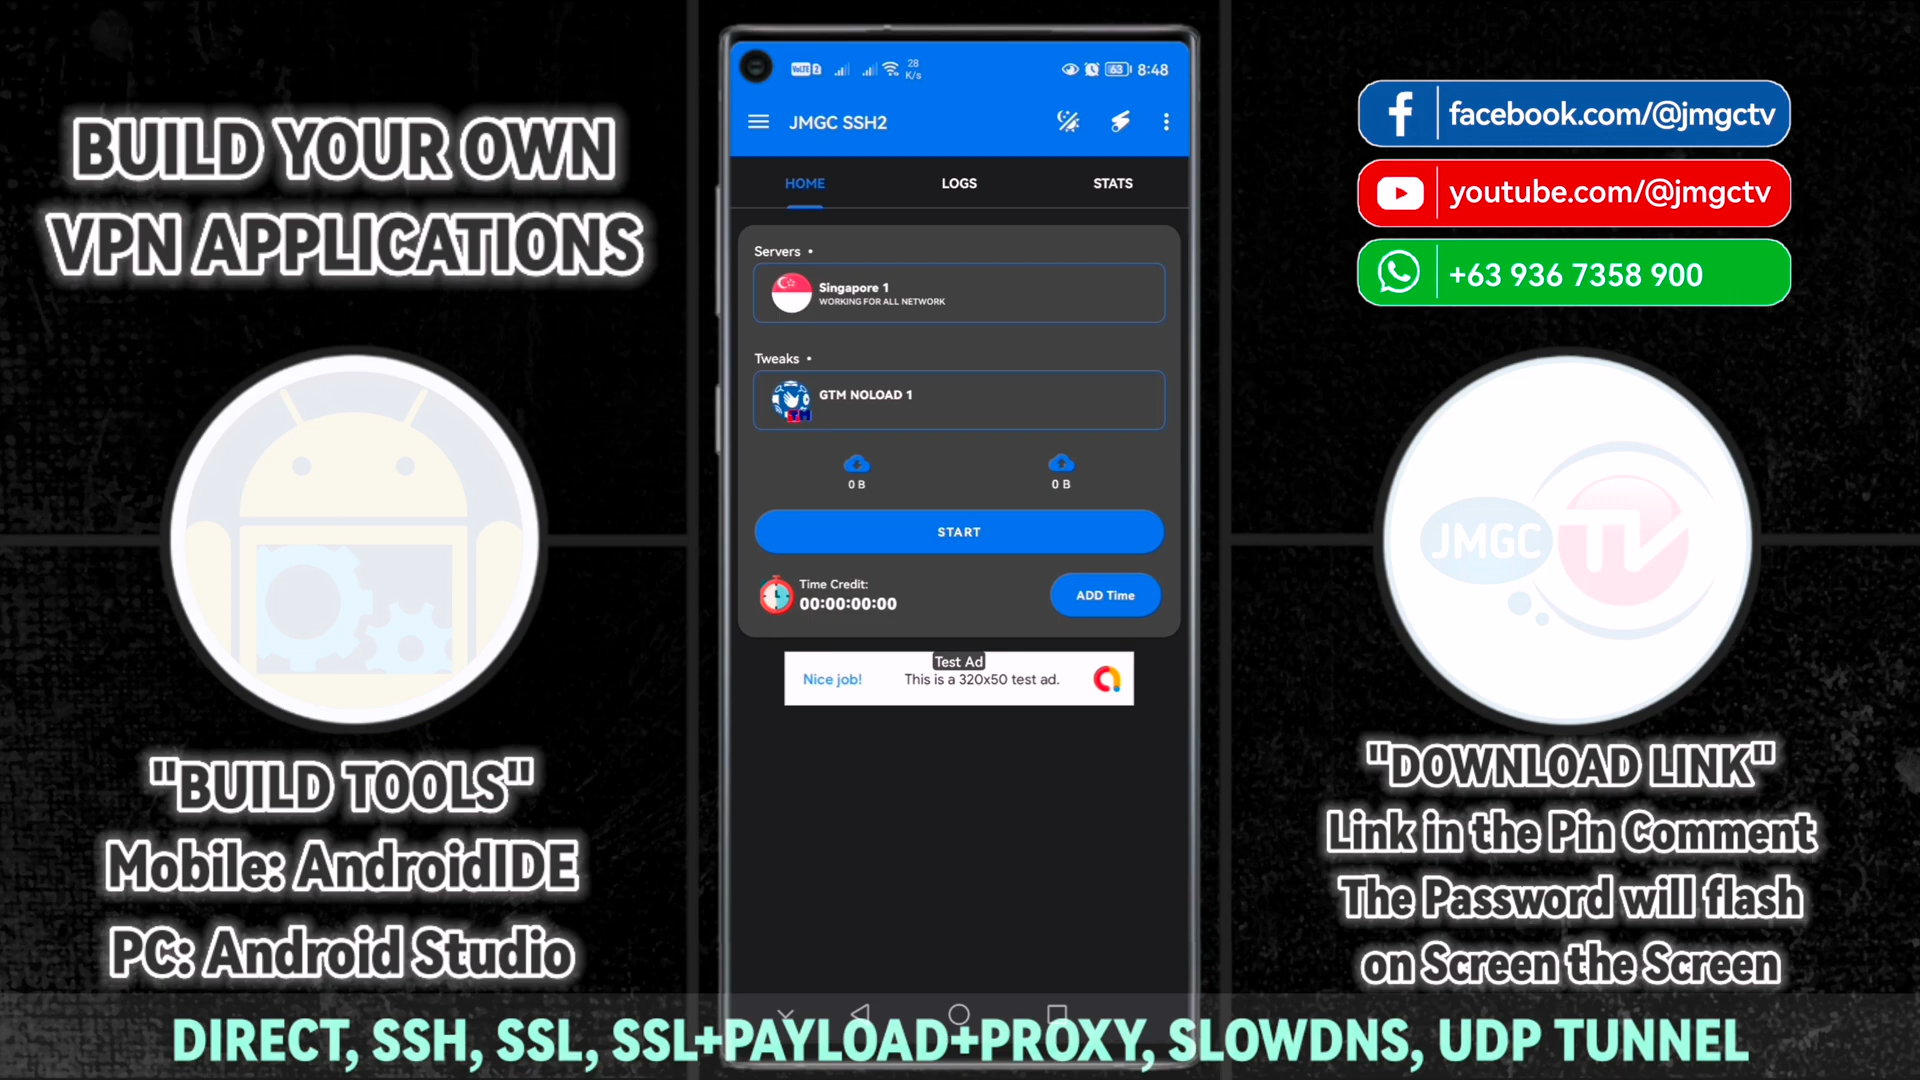 BUILD YOUR OWN
VPN APPLICATIONS
"BUILD TOOLS"
Mobile: AndroidIDE
PC: Android Studio
VoLTE 2
28
K/s
63
8:48
JMGC SSH2
HOME
LOGS
STATS
Servers •
Singapore 1
WORKING FOR ALL NETWORK
Tweaks •
GTM NOLOAD 1
0 B
0 B
START
Time Credit:
00:00:00:00
ADD Time
Test Ad
Nice job!
This is a 320x50 test ad.
facebook.com/@jmgctv
youtube.com/@jmgctv
+63 936 7358 900
JMGC TV
"DOWNLOAD LINK"
Link in the Pin Comment
The Password will flash
on Screen the Screen
DIRECT, SSH, SSL, SSL+PAYLOAD+PROXY, SLOWDNS, UDP TUNNEL